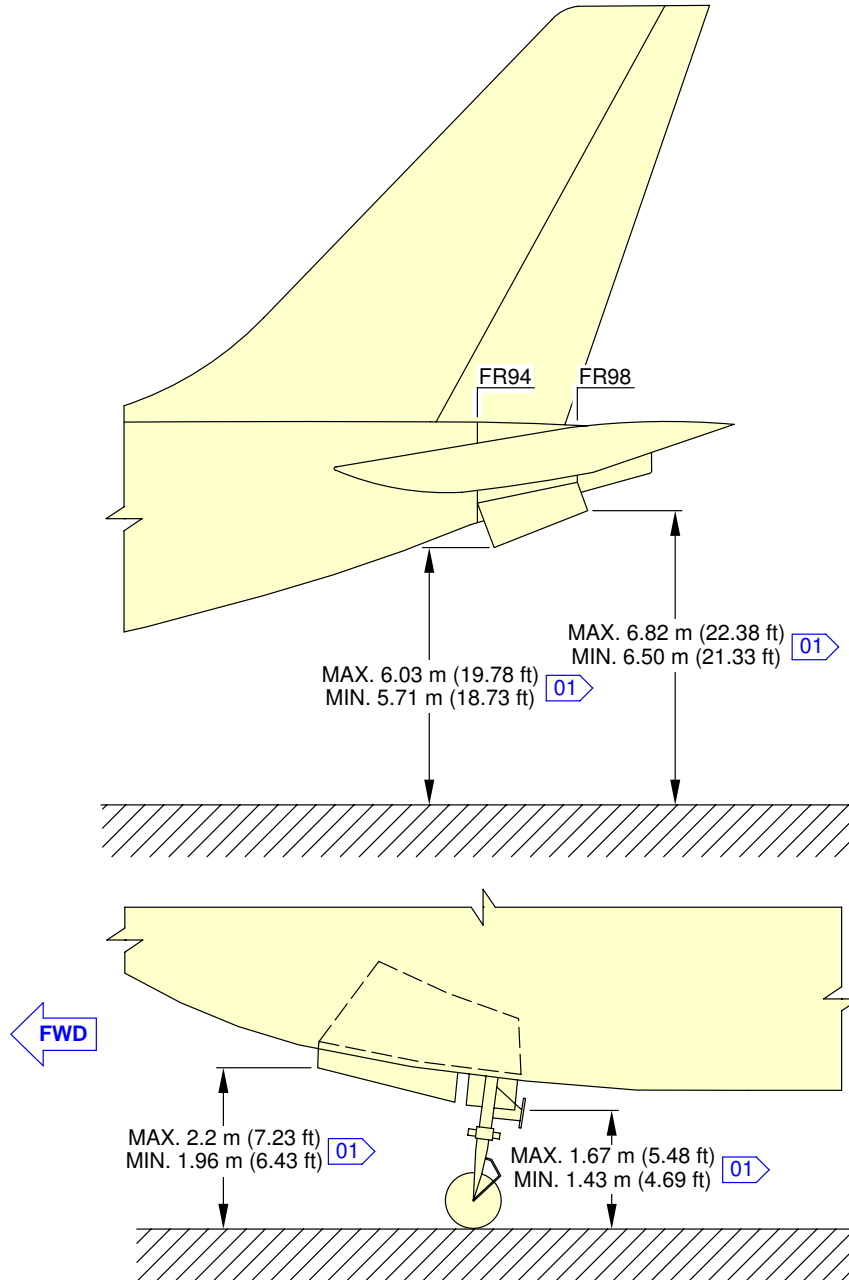 FR94
FR98
MAX. 6.82 m (22.38 ft)
MIN. 6.50 m (21.33 ft)
01
MAX. 6.03 m (19.78 ft)
MIN. 5.71 m (18.73 ft)
01
FWD
MAX. 2.2 m (7.23 ft)
MIN. 1.96 m (6.43 ft)
01
MAX. 1.67 m (5.48 ft)
MIN. 1.43 m (4.69 ft)
01